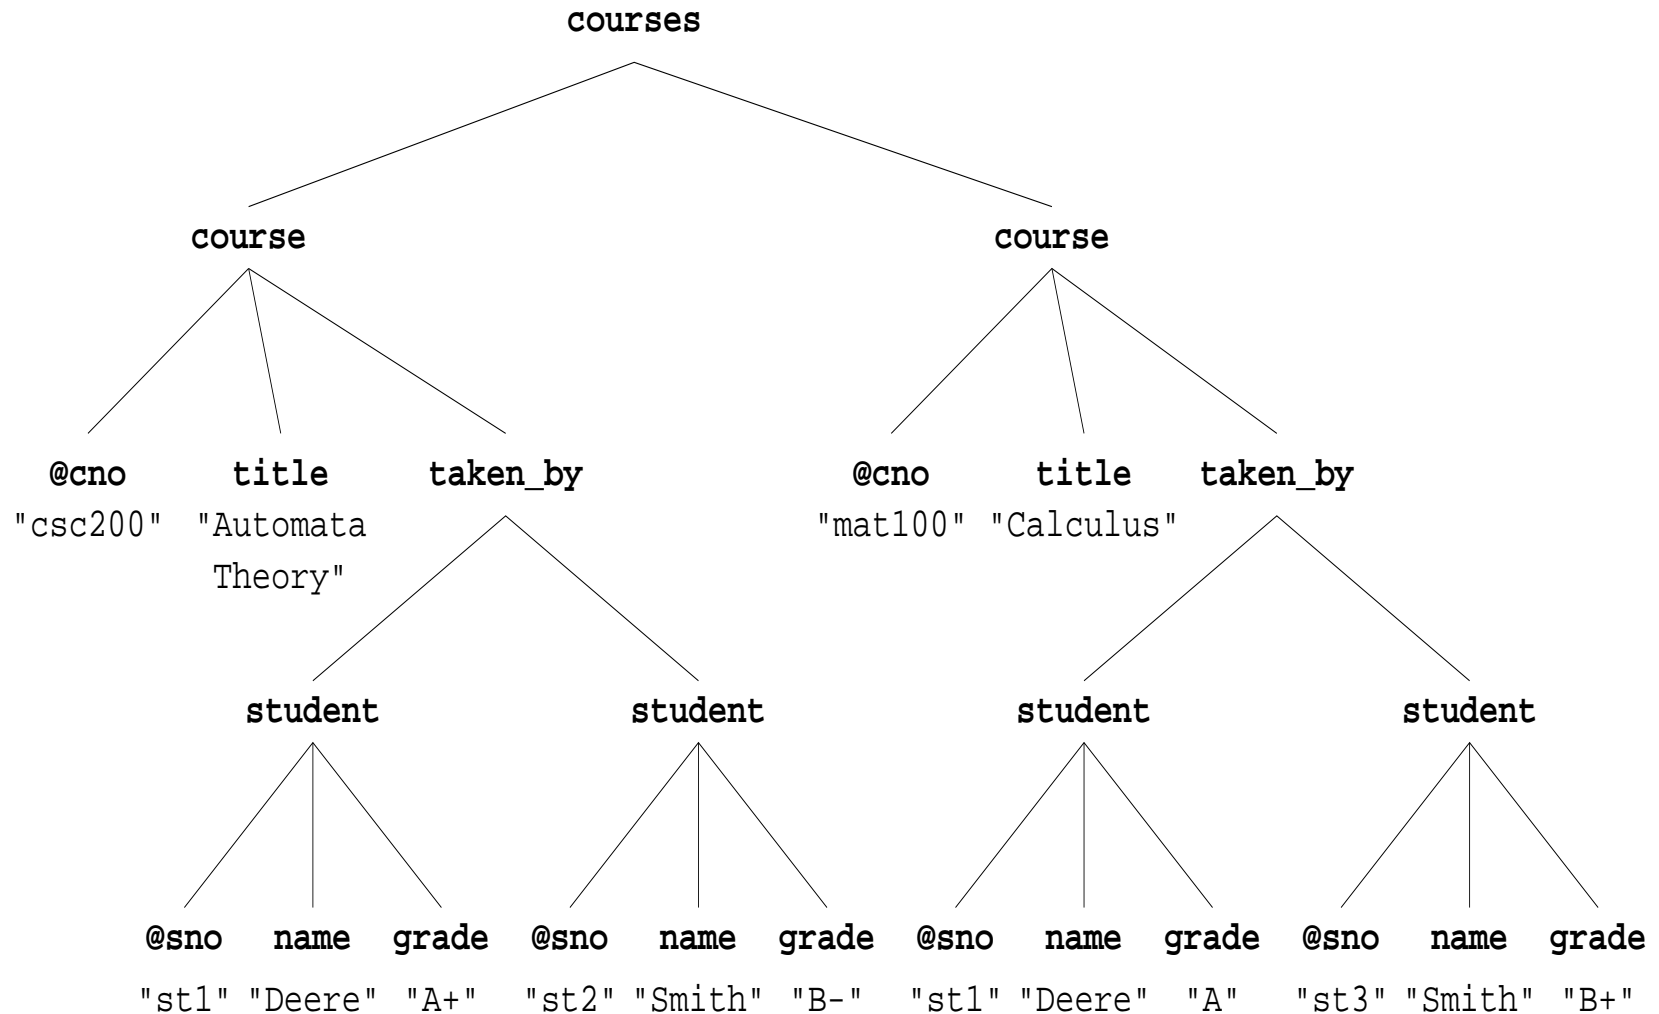 courses
course course
@cno title taken_by @cno title taken_by
"csc200" "Automata "mat100" "Calculus"
Theory"
student student student student
@sno name grade @sno name grade @sno name grade @sno name grade
"st1" "Deere" "A+" "st2" "Smith" "B-" "st1" "Deere" "A" "st3" "Smith" "B+"